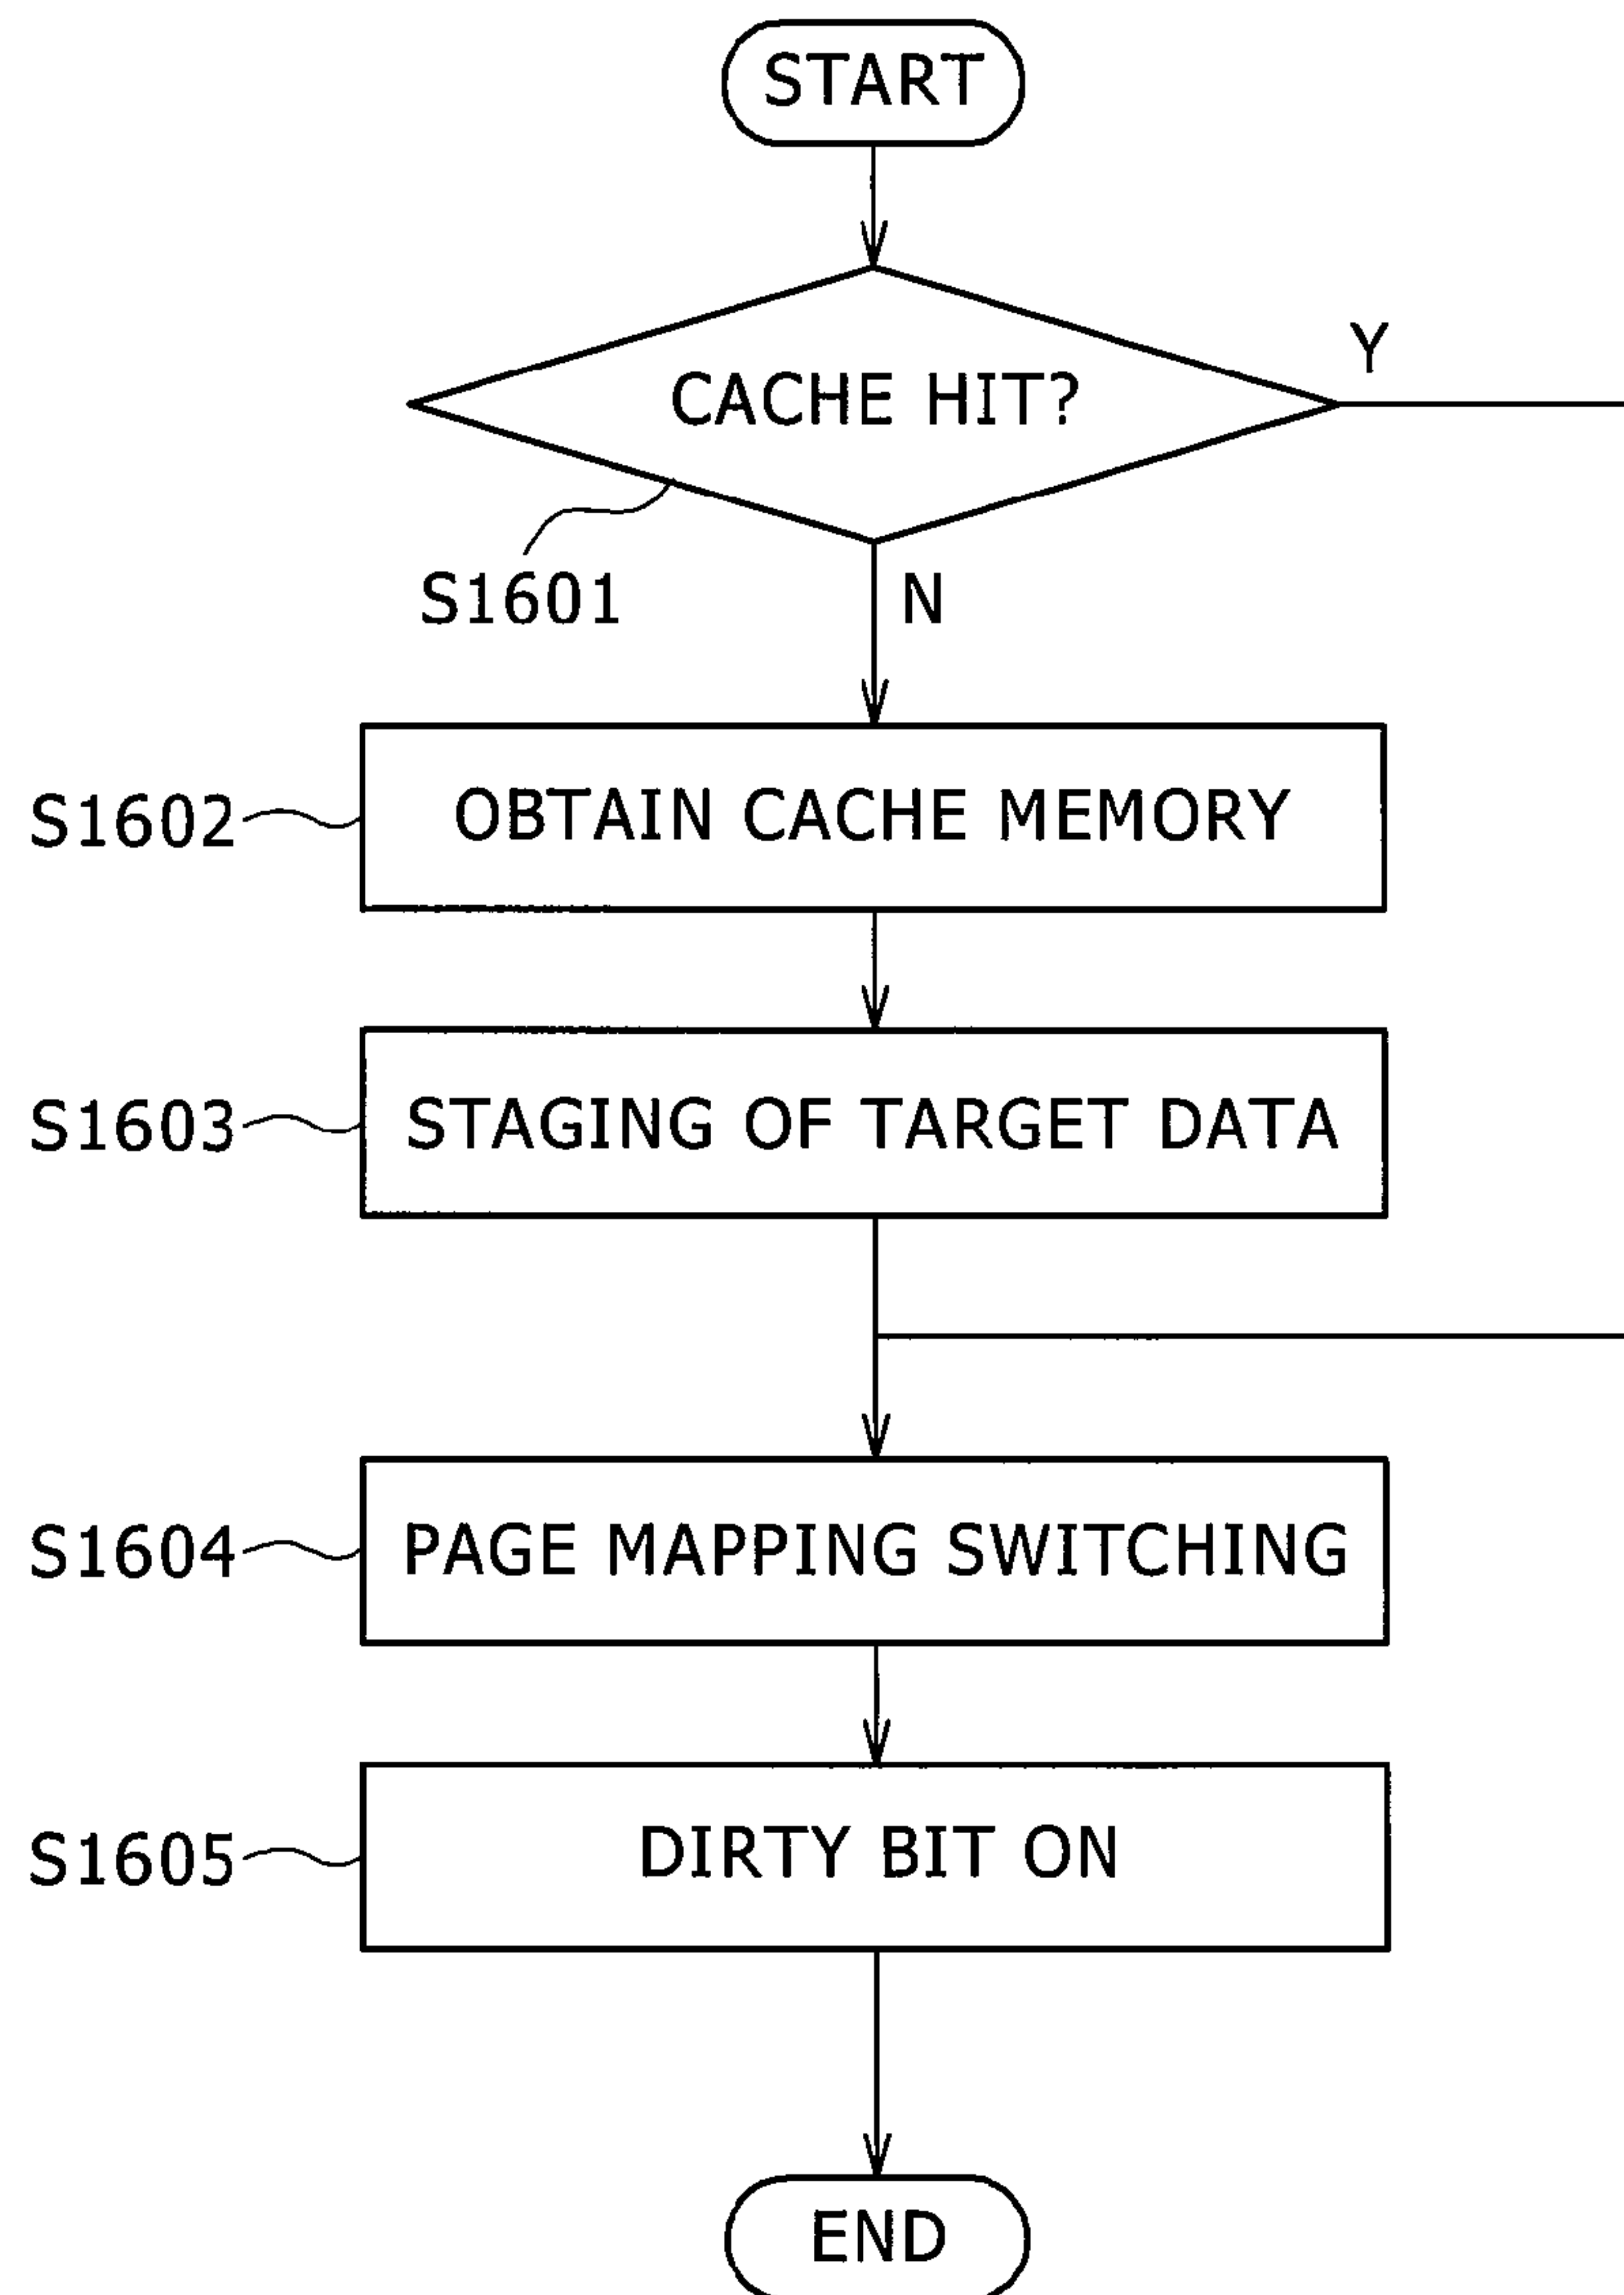 START
CACHE HIT?
Y
S1601
N
S1602
OBTAIN CACHE MEMORY
S1603
STAGING OF TARGET DATA
S1604
PAGE MAPPING SWITCHING
S1605
DIRTY BIT ON
END